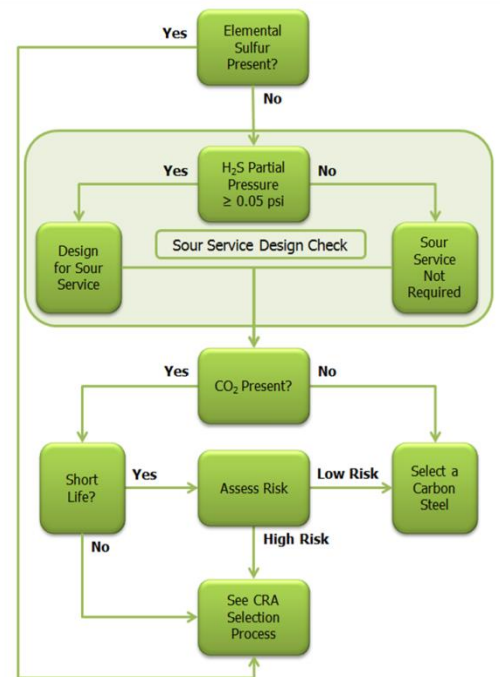 Yes
Elemental
Sulfur
Present?
No
Yes
H₂S Partial
Pressure
≥ 0.05 psi
No
Design
for Sour
Service
Sour Service Design Check
Sour
Service
Not
Required
Yes
CO₂ Present?
No
Short
Life?
Yes
Assess Risk
Low Risk
Select a
Carbon
Steel
No
High Risk
See CRA
Selection
Process